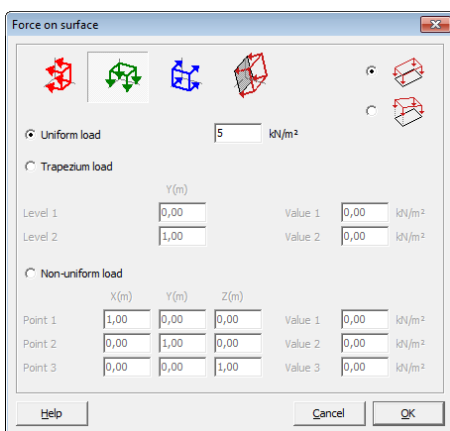 Force on surface
Uniform load 5 kN/m²
Trapezium load
Y(m)
Level 1 0,00 Value 1 0,00 kN/m²
Level 2 1,00 Value 2 0,00 kN/m²
Non-uniform load
X(m) Y(m) Z(m)
Point 1 1,00 0,00 0,00 Value 1 0,00 kN/m²
Point 2 0,00 1,00 0,00 Value 2 0,00 kN/m²
Point 3 0,00 0,00 1,00 Value 3 0,00 kN/m²
Help Cancel OK